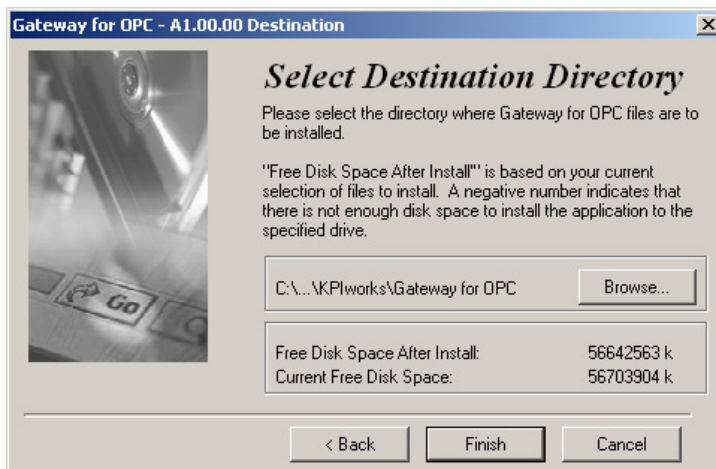 Gateway for OPC - A1.00.00 Destination
Select Destination Directory
Please select the directory where Gateway for OPC files are to
be installed.
"Free Disk Space After Install"' is based on your current
selection of files to install. A negative number indicates that
there is not enough disk space to install the application to the
specified drive.
C:\...\KPIworks\Gateway for OPC
Browse...
Free Disk Space After Install: 56642563 k
Current Free Disk Space: 56703904 k
Go
< Back Finish Cancel